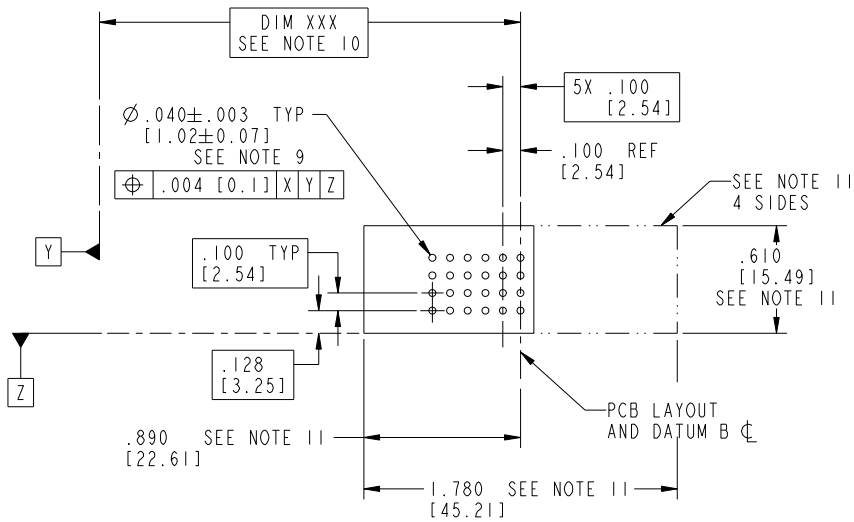 DIM XXX
SEE NOTE 10
5X .100
[2.54]
Ø .040±.003 TYP
[1.02±0.07]
SEE NOTE 9
⌖ .004 [0.1] X Y Z
.100 REF
[2.54]
SEE NOTE 11
4 SIDES
Y
.100 TYP
[2.54]
.610
[15.49]
SEE NOTE 11
.128
[3.25]
Z
PCB LAYOUT
AND DATUM B ℄
.890 SEE NOTE 11
[22.61]
1.780 SEE NOTE 11
[45.21]